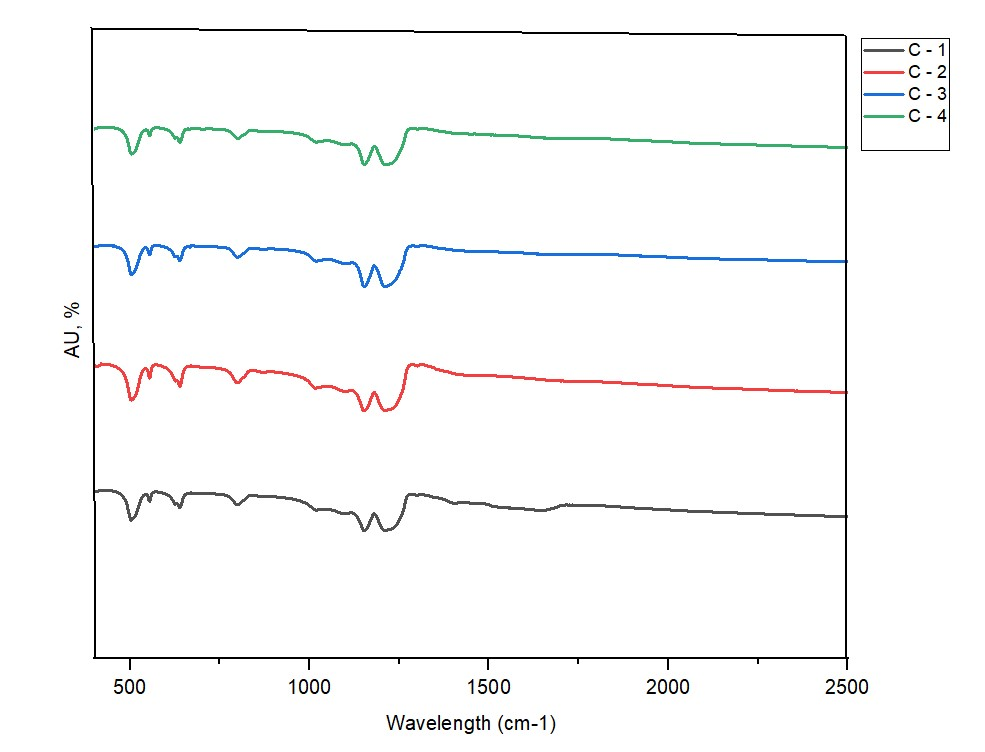 C - 1
C - 2
C - 3
C - 4
AU, %
500 1000 1500 2000 2500
Wavelength (cm-1)